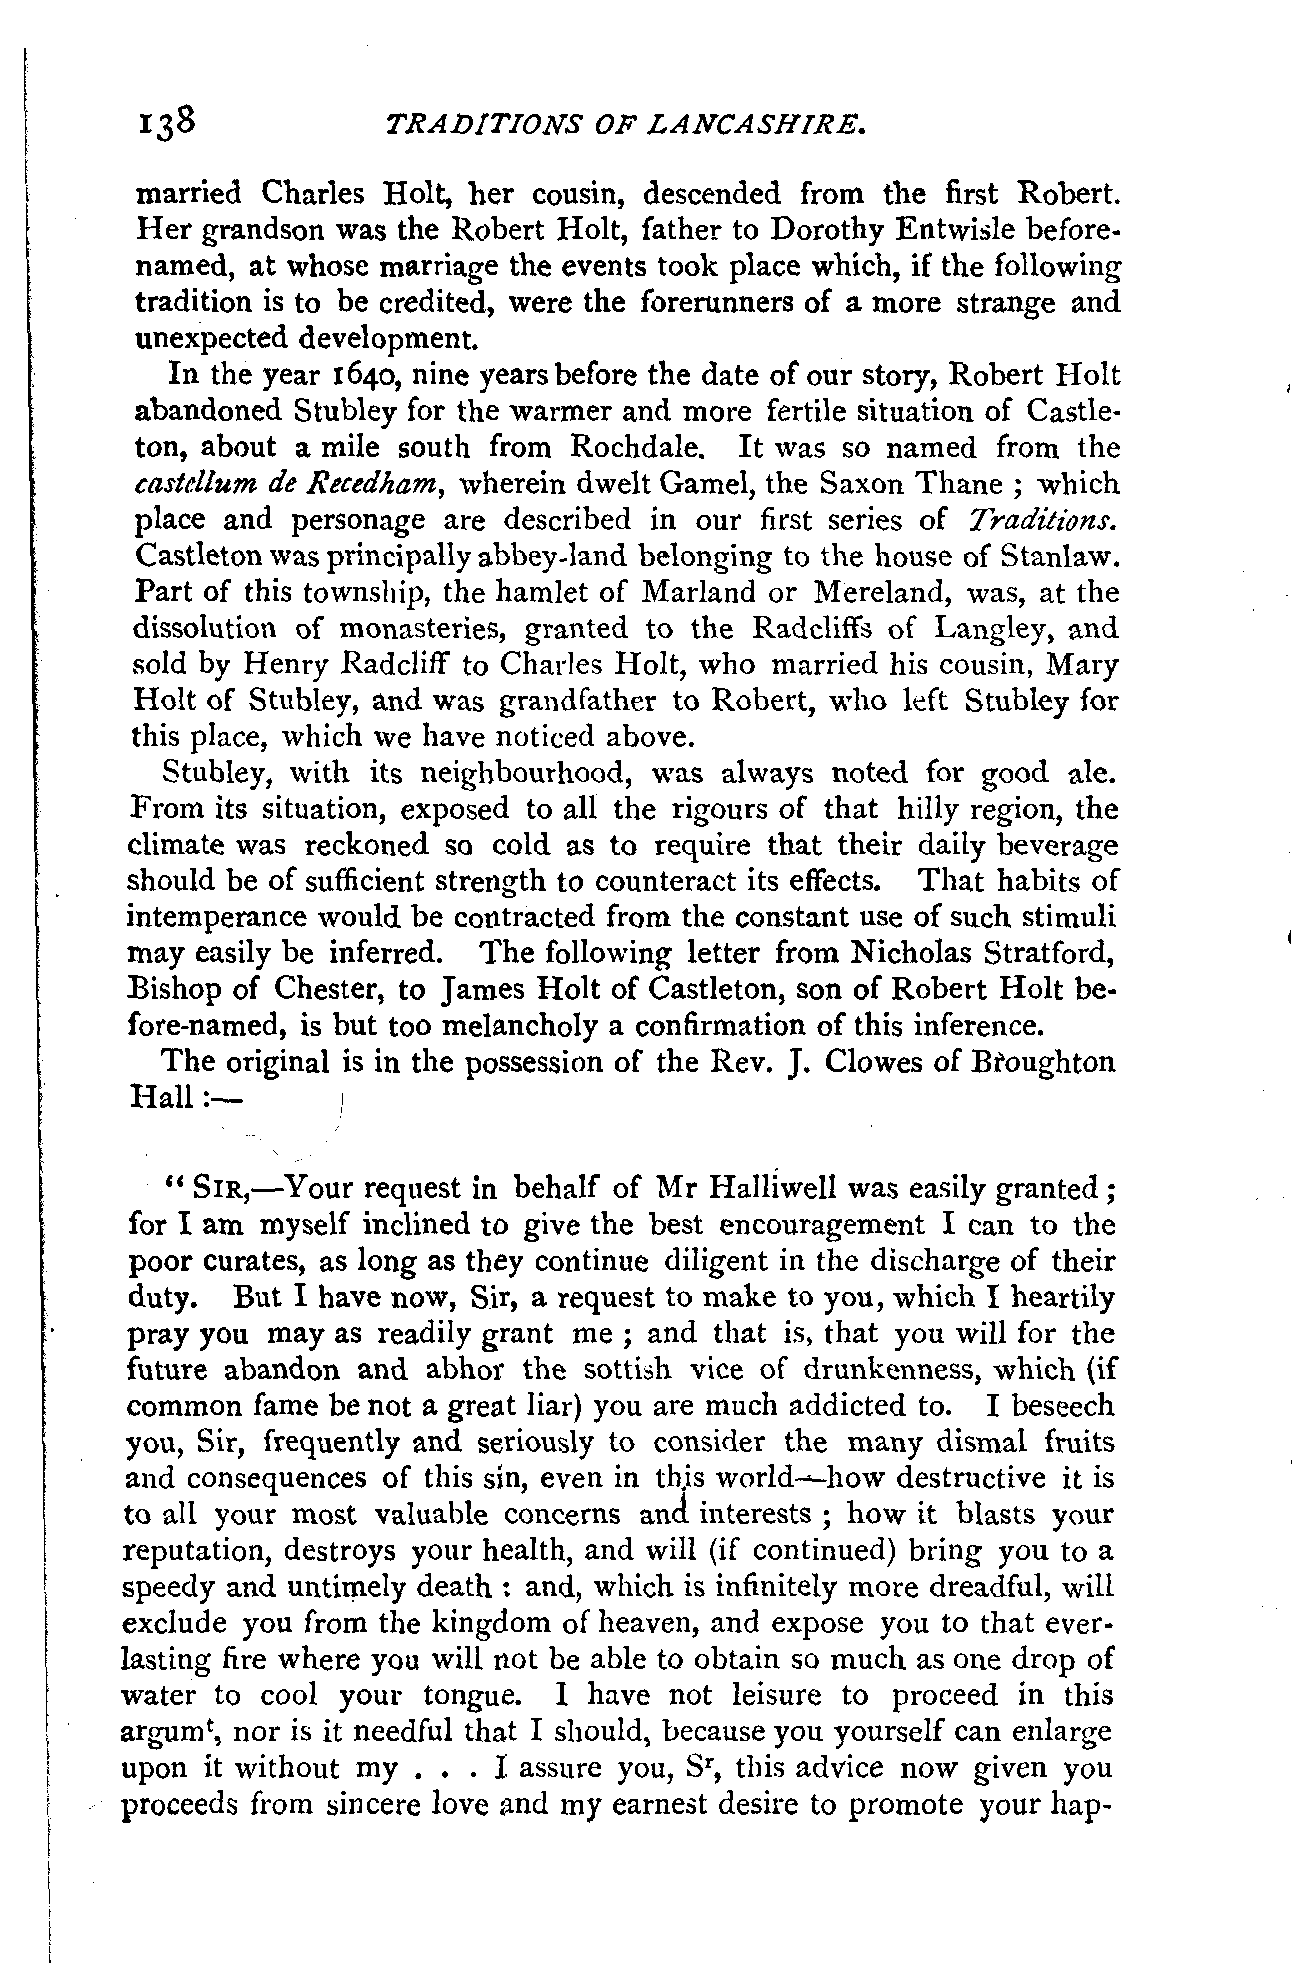 138 TRADITIONS OF LANCASHIRE.
married Charles Holt, her cousin, descended from the first Robert.
Her grandson was the Robert Holt, father to Dorothy Entwisle before-
named, at whose marriage the events took place which, if the following
tradition is to be credited, were the forerunners of a more strange and
unexpected development.
In the year 1640, nine years before the date of our story, Robert Holt
abandoned Stubley for the warmer and more fertile situation of Castle-
ton, about a mile south from Rochdale. It was so named from the
castellum de Recedham, wherein dwelt Gamel, the Saxon Thane ; which
place and personage are described in our first series of Traditions.
Castleton was principally abbey-land belonging to the house of Stanlaw.
Part of this township, the hamlet of Marland or Mereland, was, at the
dissolution of monasteries, granted to the Radcliffs of Langley, and
sold by Henry Radcliff to Charles Holt, who married his cousin, Mary
Holt of Stubley, and was grandfather to Robert, who left Stubley for
this place, which we have noticed above.
Stubley, with its neighbourhood, was always noted for good ale.
From its situation, exposed to all the rigours of that hilly region, the
climate was reckoned so cold as to require that their daily beverage
should be of sufficient strength to counteract its effects. That habits of
intemperance would be contracted from the constant use of such stimuli
may easily be inferred. The following letter from Nicholas Stratford,
Bishop of Chester, to James Holt of Castleton, son of Robert Holt be-
fore-named, is but too melancholy a confirmation of this inference.
The original is in the possession of the Rev. J. Clowes of Broughton
Hall :—
“ SIR,—Your request in behalf of Mr Halliwell was easily granted ;
for I am myself inclined to give the best encouragement I can to the
poor curates, as long as they continue diligent in the discharge of their
duty. But I have now, Sir, a request to make to you, which I heartily
pray you may as readily grant me ; and that is, that you will for the
future abandon and abhor the sottish vice of drunkenness, which (if
common fame be not a great liar) you are much addicted to. I beseech
you, Sir, frequently and seriously to consider the many dismal fruits
and consequences of this sin, even in this world—how destructive it is
to all your most valuable concerns and interests ; how it blasts your
reputation, destroys your health, and will (if continued) bring you to a
speedy and untimely death : and, which is infinitely more dreadful, will
exclude you from the kingdom of heaven, and expose you to that ever-
lasting fire where you will not be able to obtain so much as one drop of
water to cool your tongue. I have not leisure to proceed in this
argumᵗ, nor is it needful that I should, because you yourself can enlarge
upon it without my . . . I assure you, Sʳ, this advice now given you
proceeds from sincere love and my earnest desire to promote your hap-